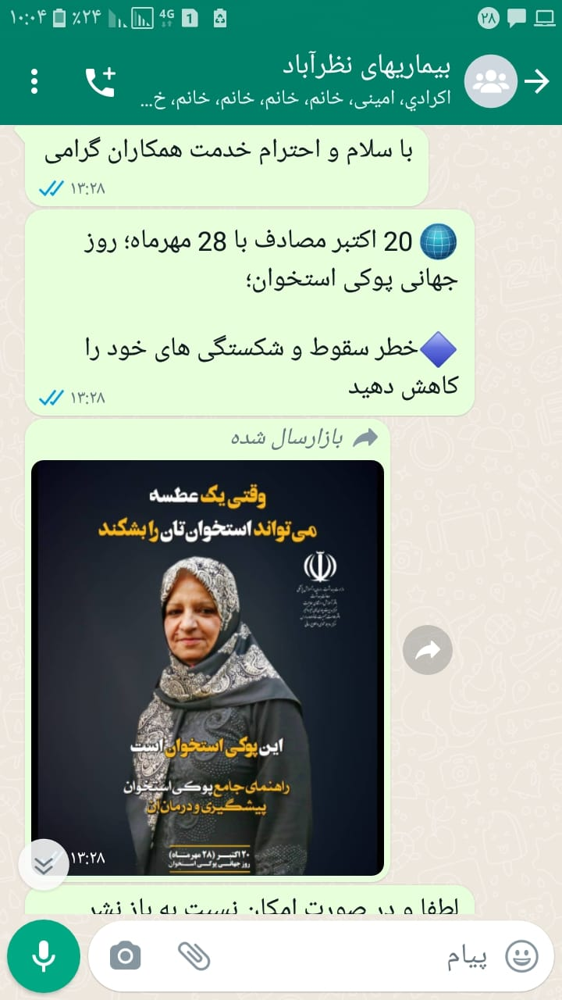 ۱۰:۰۴ ٪۲۴ 4G 1 ۲۸
بیماریهای نظرآباد
اکرادي، امینی، خانم، خانم، خانم، خانم، خ...
با سلام و احترام خدمت همکاران گرامی
۱۳:۲۸
20 اکتبر مصادف با 28 مهرماه؛ روز
جهانی پوکی استخوان؛
خطر سقوط و شکستگی های خود را
کاهش دهید
۱۳:۲۸
بازارسال شده
وقتی یک عطسه
می‌تواند استخوان‌تان را بشکند
این پوکی استخوان است
راهنمای جامع پوکی استخوان
پیشگیری و درمان آن
۲۰ اکتبر (۲۸ مهرماه)
روز جهانی پوکی استخوان
۱۳:۲۸
لطفا و در صورت امکان نسبت به باز نشر
پیام